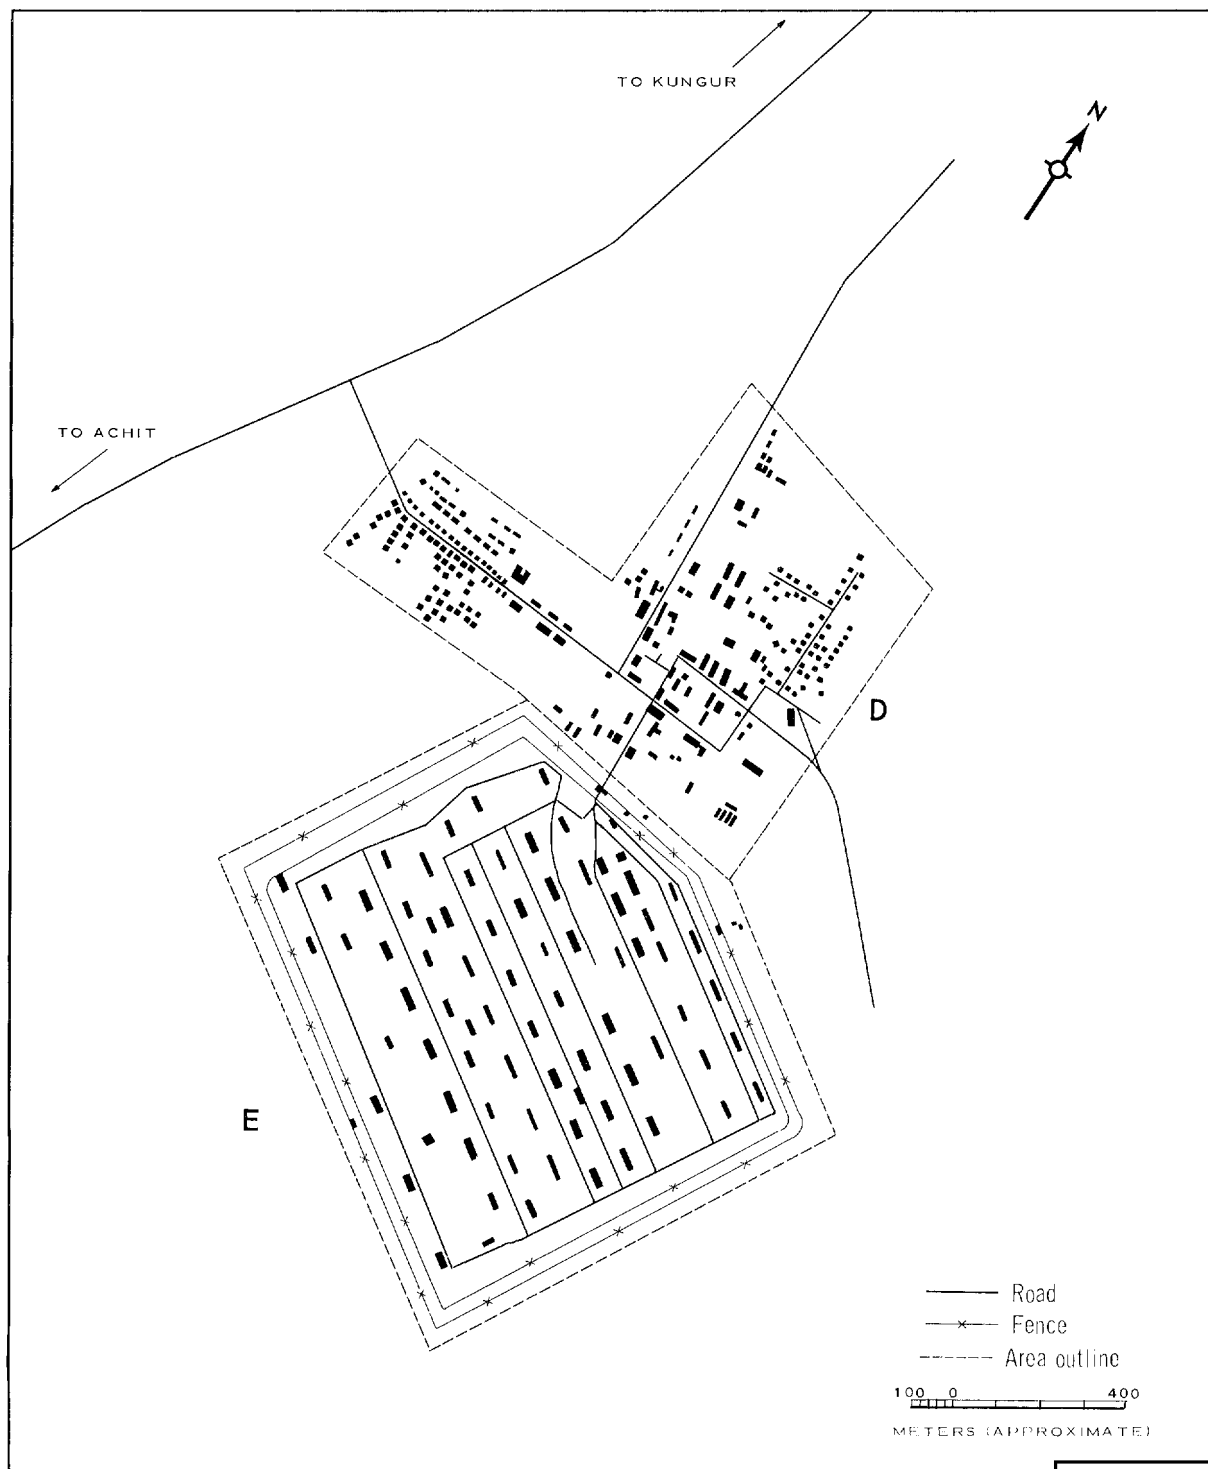 TO KUNGUR
N
TO ACHIT
D
E
Road
Fence
Area outline
100 0 400
METERS (APPROXIMATE)